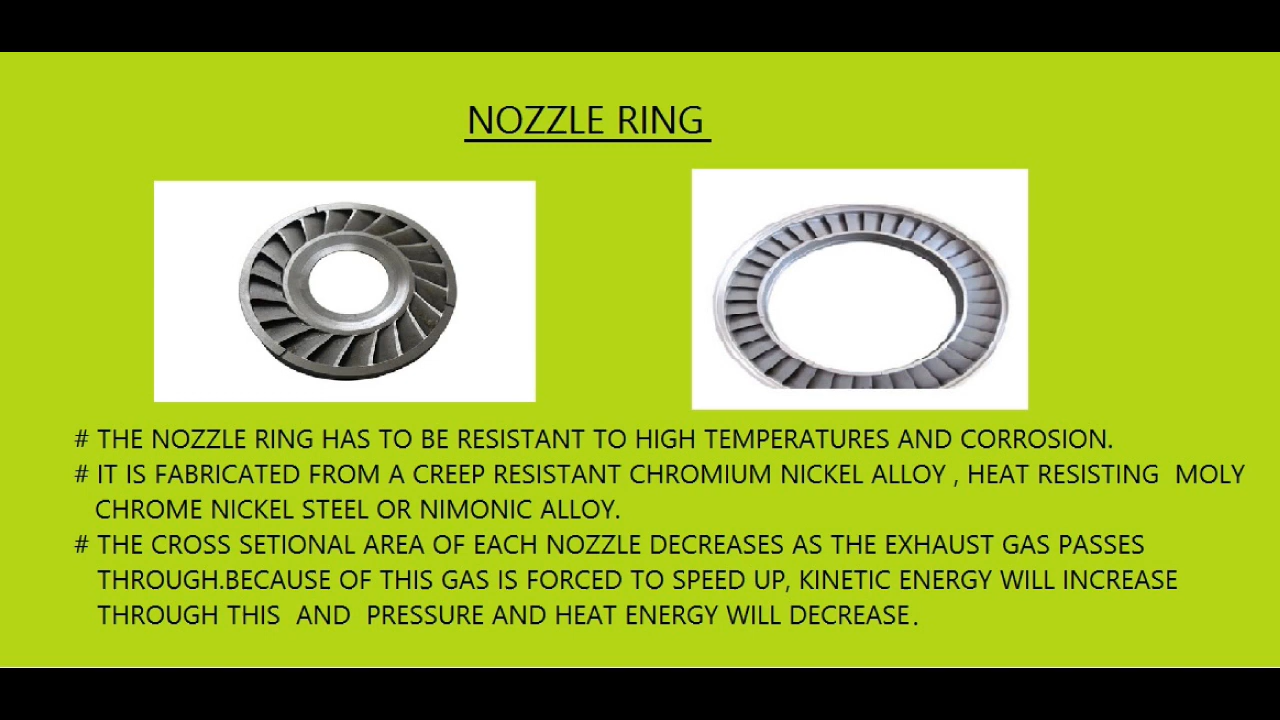 NOZZLE RING
# THE NOZZLE RING HAS TO BE RESISTANT TO HIGH TEMPERATURES AND CORROSION.
# IT IS FABRICATED FROM A CREEP RESISTANT CHROMIUM NICKEL ALLOY , HEAT RESISTING MOLY
CHROME NICKEL STEEL OR NIMONIC ALLOY.
# THE CROSS SETIONAL AREA OF EACH NOZZLE DECREASES AS THE EXHAUST GAS PASSES
THROUGH.BECAUSE OF THIS GAS IS FORCED TO SPEED UP, KINETIC ENERGY WILL INCREASE
THROUGH THIS AND PRESSURE AND HEAT ENERGY WILL DECREASE.